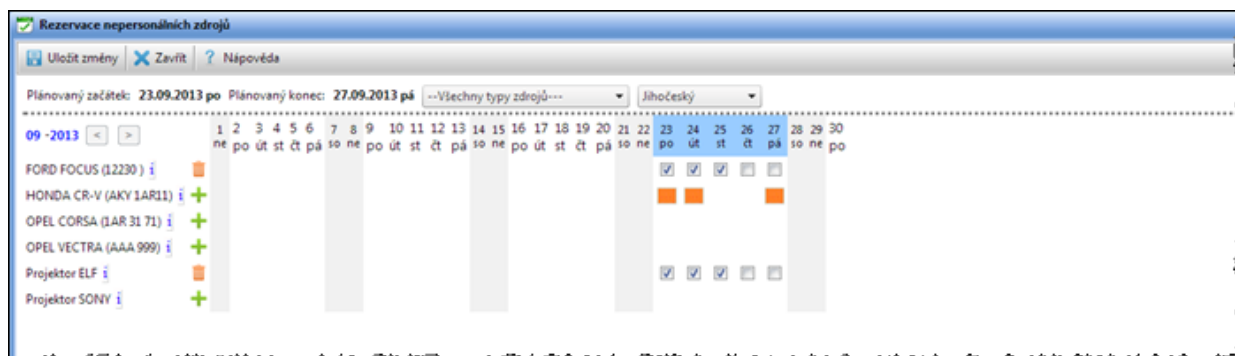 Rezervace nepersonálních zdrojů
Uložit změny Zavřít ? Nápověda
Plánovaný začátek: 23.09.2013 po Plánovaný konec: 27.09.2013 pá --Všechny typy zdrojů--- Jihočeský
09 -2013 < > 1 2 3 4 5 6 7 8 9 10 11 12 13 14 15 16 17 18 19 20 21 22 23 24 25 26 27 28 29 30
ne po út st čt pá so ne po út st čt pá so ne po út st čt pá so ne po út st čt pá so ne po
FORD FOCUS (12230 ) i
HONDA CR-V (AKY 1AR11) i
OPEL CORSA (1AR 31 71) i
OPEL VECTRA (AAA 999) i
Projektor ELF i
Projektor SONY i